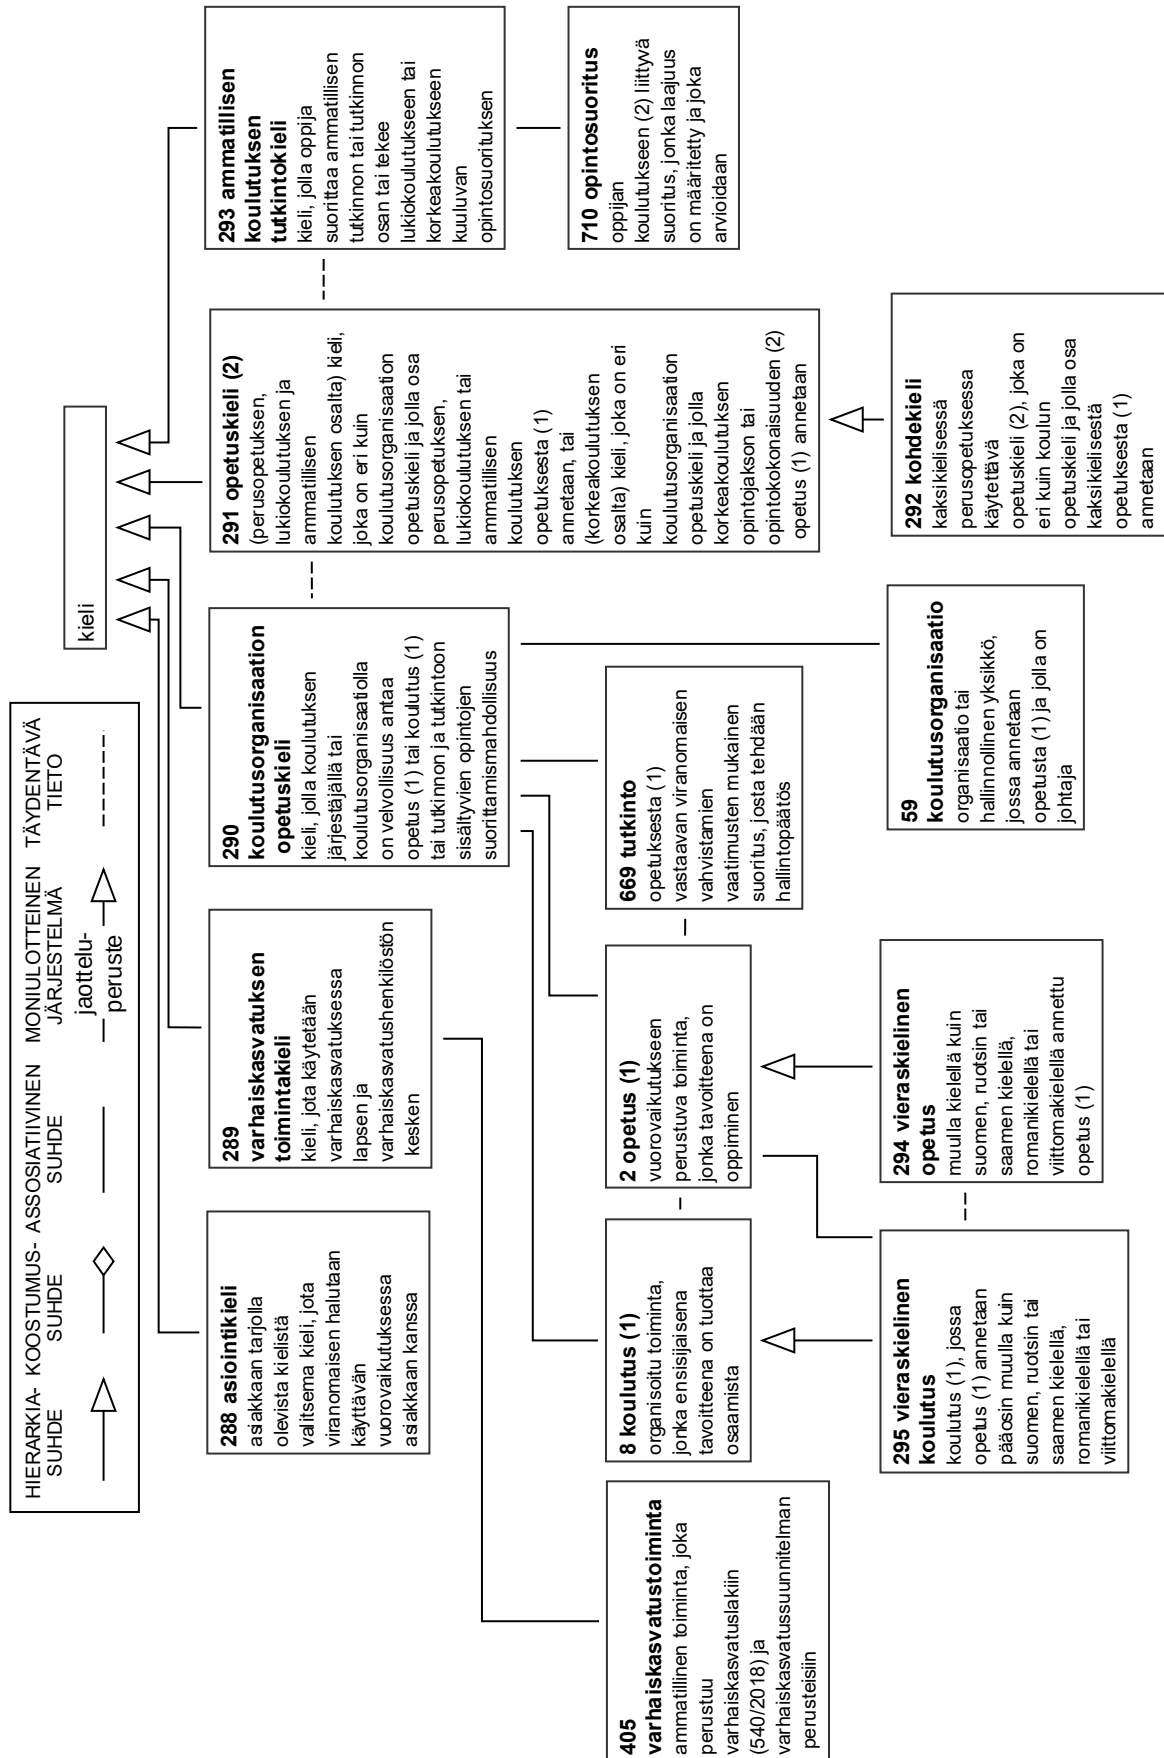 HIERARKIA- KOOSTUMUS- ASSOSIATIIVINEN MONIULOTTEINEN TÄYDENTÄVÄ
SUHDE SUHDE SUHDE JÄRJESTELMÄ TIETO
jaottelu-
peruste
kieli
288 asiointikieli
asiakkaan tarjolla
olevista kielistä
valitsema kieli, jota
viranomaisen halutaan
käyttävän
vuorovaikutuksessa
asiakkaan kanssa
289
varhaiskasvatuksen
toimintakieli
kieli, jota käytetään
varhaiskasvatuksessa
lapsen ja
varhaiskasvatushenkilöstön
kesken
290
koulutusorganisaation
opetuskieli
kieli, jolla koulutuksen
järjestäjällä tai
koulutusorganisaatiolla
on velvollisuus antaa
opetus (1) tai koulutus (1)
tai tutkinnon ja tutkintoon
sisältyvien opintojen
suorittamismahdollisuus
291 opetuskieli (2)
(perusopetuksen,
lukiokoulutuksen ja
ammatillisen
koulutuksen osalta) kieli,
joka on eri kuin
koulutusorganisaation
opetuskieli ja jolla osa
perusopetuksen,
lukiokoulutuksen tai
ammatillisen
koulutuksen
opetuksesta (1)
annetaan, tai
(korkeakoulutuksen
osalta) kieli, joka on eri
kuin
koulutusorganisaation
opetuskieli ja jolla
korkeakoulutuksen
opintojakson tai
opintokokonaisuuden (2)
opetus (1) annetaan
293 ammatillisen
koulutuksen
tutkintokieli
kieli, jolla oppija
suorittaa ammatillisen
tutkinnon tai tutkinnon
osan tai tekee
lukiokoulutukseen tai
korkeakoulutukseen
kuuluvan
opintosuorituksen
405
varhaiskasvatustoiminta
ammatillinen toiminta, joka
perustuu
varhaiskasvatuslakiin
(540/2018) ja
varhaiskasvatussuunnitelman
perusteisiin
8 koulutus (1)
organisoitu toiminta,
jonka ensisijaisena
tavoitteena on tuottaa
osaamista
2 opetus (1)
vuorovaikutukseen
perustuva toiminta,
jonka tavoitteena on
oppiminen
669 tutkinto
opetuksesta (1)
vastaavan viranomaisen
vahvistamien
vaatimusten mukainen
suoritus, josta tehdään
hallintopäätös
710 opintosuoritus
oppijan
koulutukseen (2) liittyvä
suoritus, jonka laajuus
on määritetty ja joka
arvioidaan
295 vieraskielinen
koulutus
koulutus (1), jossa
opetus (1) annetaan
pääosin muulla kuin
suomen, ruotsin tai
saamen kielellä,
romanikielellä tai
viittomakielellä
294 vieraskielinen
opetus
muulla kielellä kuin
suomen, ruotsin tai
saamen kielellä,
romanikielellä tai
viittomakielellä annettu
opetus (1)
59
koulutusorganisaatio
organisaatio tai
hallinnollinen yksikkö,
jossa annetaan
opetusta (1) ja jolla on
johtaja
292 kohdekieli
kaksikielisessä
perusopetuksessa
käytettävä
opetuskieli (2), joka on
eri kuin koulun
opetuskieli ja jolla osa
kaksikielisestä
opetuksesta (1)
annetaan